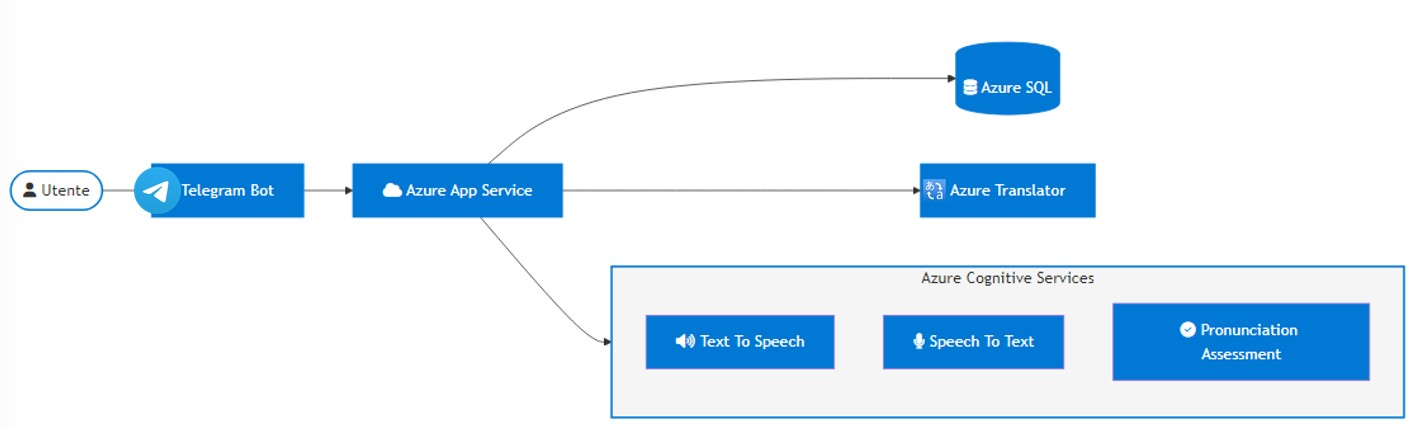 Azure SQL
Utente
Telegram Bot
Azure App Service
Azure Translator
Azure Cognitive Services
Text To Speech
Speech To Text
Pronunciation
Assessment